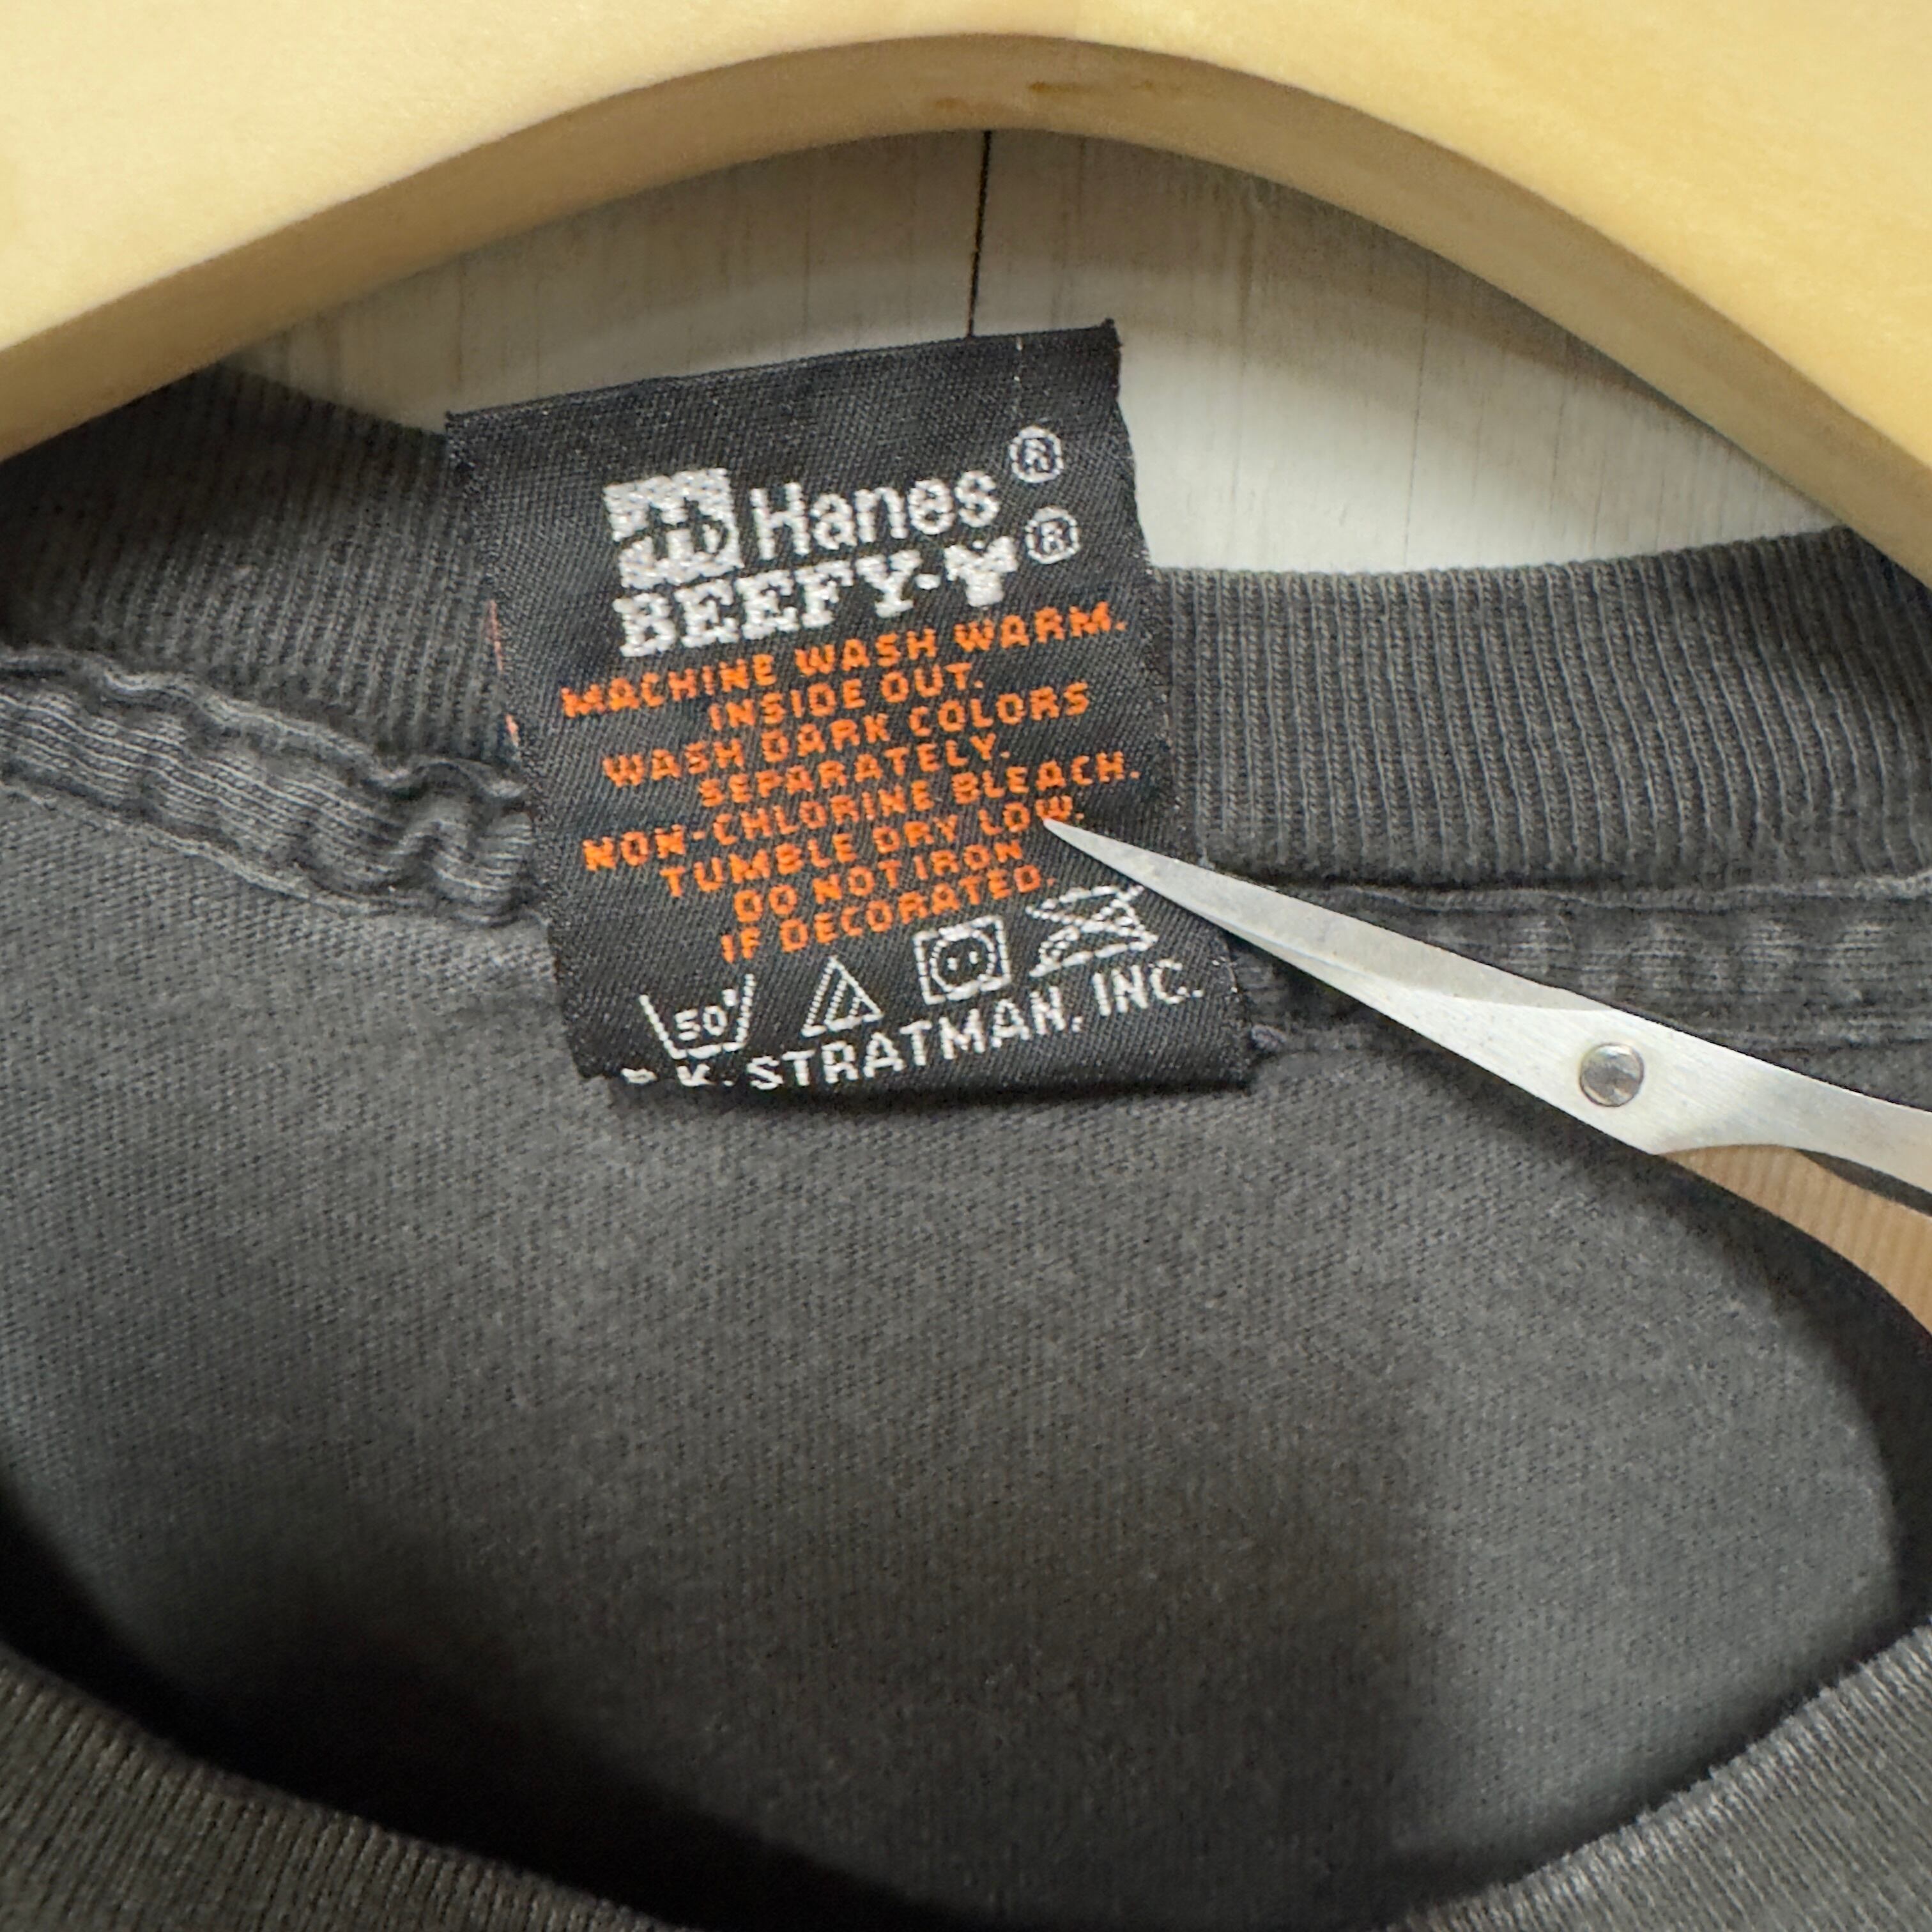 Hanes®
BEEFY-T®
MACHINE WASH WARM.
INSIDE OUT.
WASH DARK COLORS
SEPARATELY.
NON-CHLORINE BLEACH.
TUMBLE DRY LOW.
DO NOT IRON
IF DECORATED.
50°
K. STRATMAN, INC.